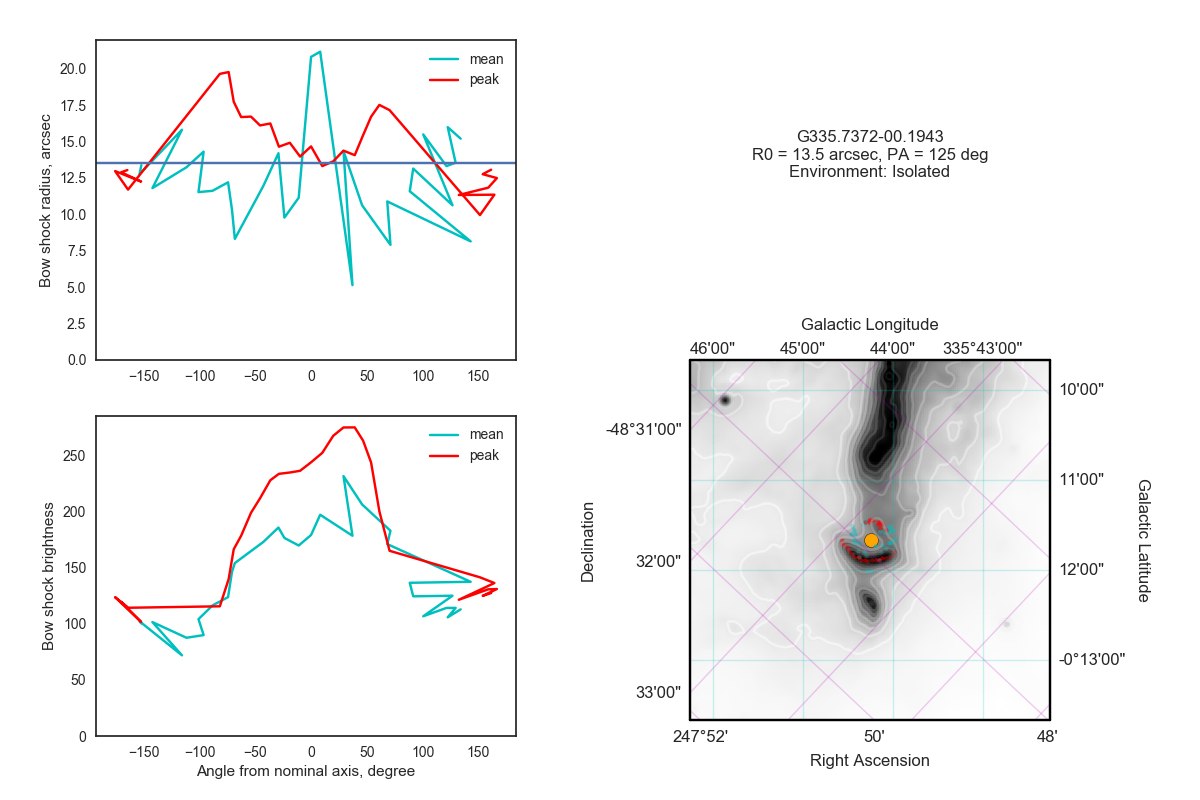 20.0
17.5
15.0
12.5
10.0
7.5
5.0
2.5
0.0
Bow shock radius, arcsec
mean
peak
−150 −100 −50 0 50 100 150
G335.7372-00.1943
R0 = 13.5 arcsec, PA = 125 deg
Environment: Isolated
250
200
150
100
50
0
Bow shock brightness
mean
peak
−150 −100 −50 0 50 100 150
Angle from nominal axis, degree
Galactic Longitude
46'00" 45'00" 44'00" 335°43'00"
-48°31'00"
32'00"
33'00"
Declination
10'00"
11'00"
12'00"
-0°13'00"
Galactic Latitude
247°52' 50' 48'
Right Ascension